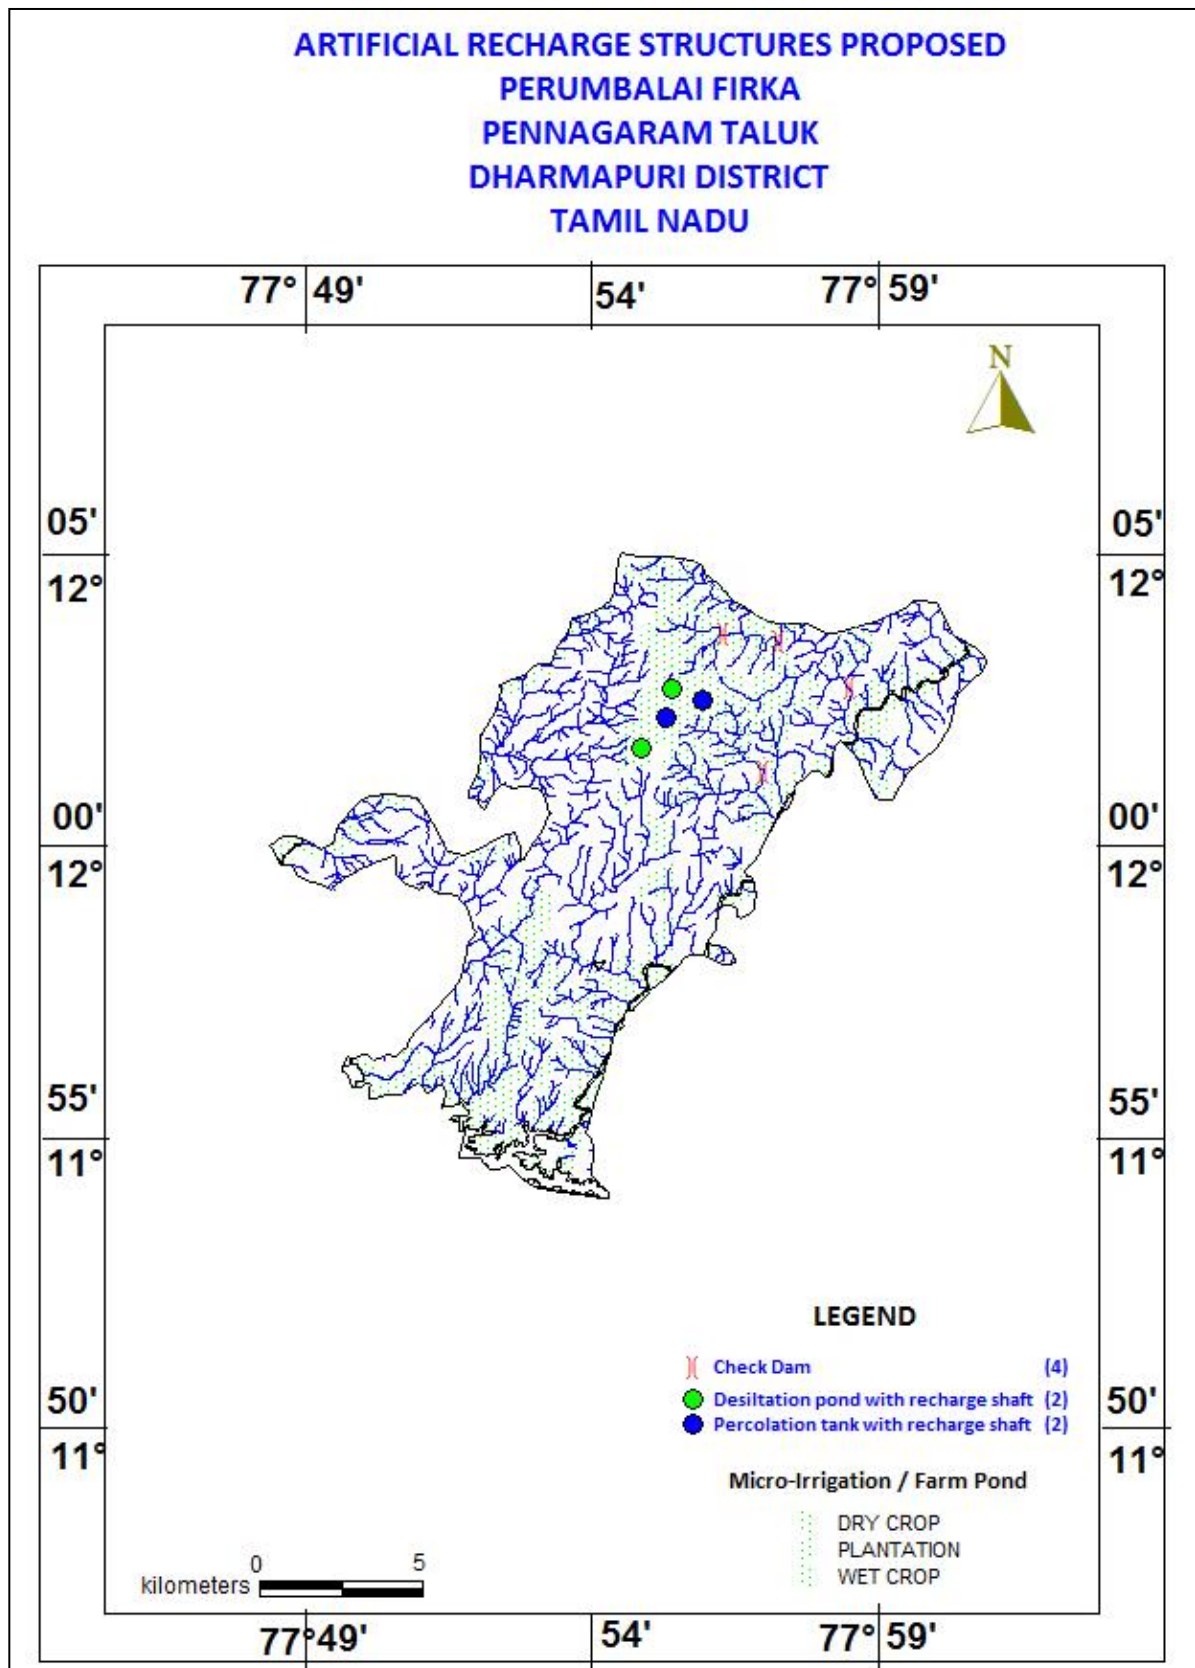 ARTIFICIAL RECHARGE STRUCTURES PROPOSED
PERUMBALAI FIRKA
PENNAGARAM TALUK
DHARMAPURI DISTRICT
TAMIL NADU
77° 49' 54' 77° 59'
N
05' 05'
12° 12°
00' 00'
12° 12°
55' 55'
11° 11°
LEGEND
Check Dam (4)
Desiltation pond with recharge shaft (2)
Percolation tank with recharge shaft (2)
50' 50'
11° 11°
Micro-Irrigation / Farm Pond
DRY CROP
PLANTATION
WET CROP
0 5
kilometers
77° 49' 54' 77° 59'